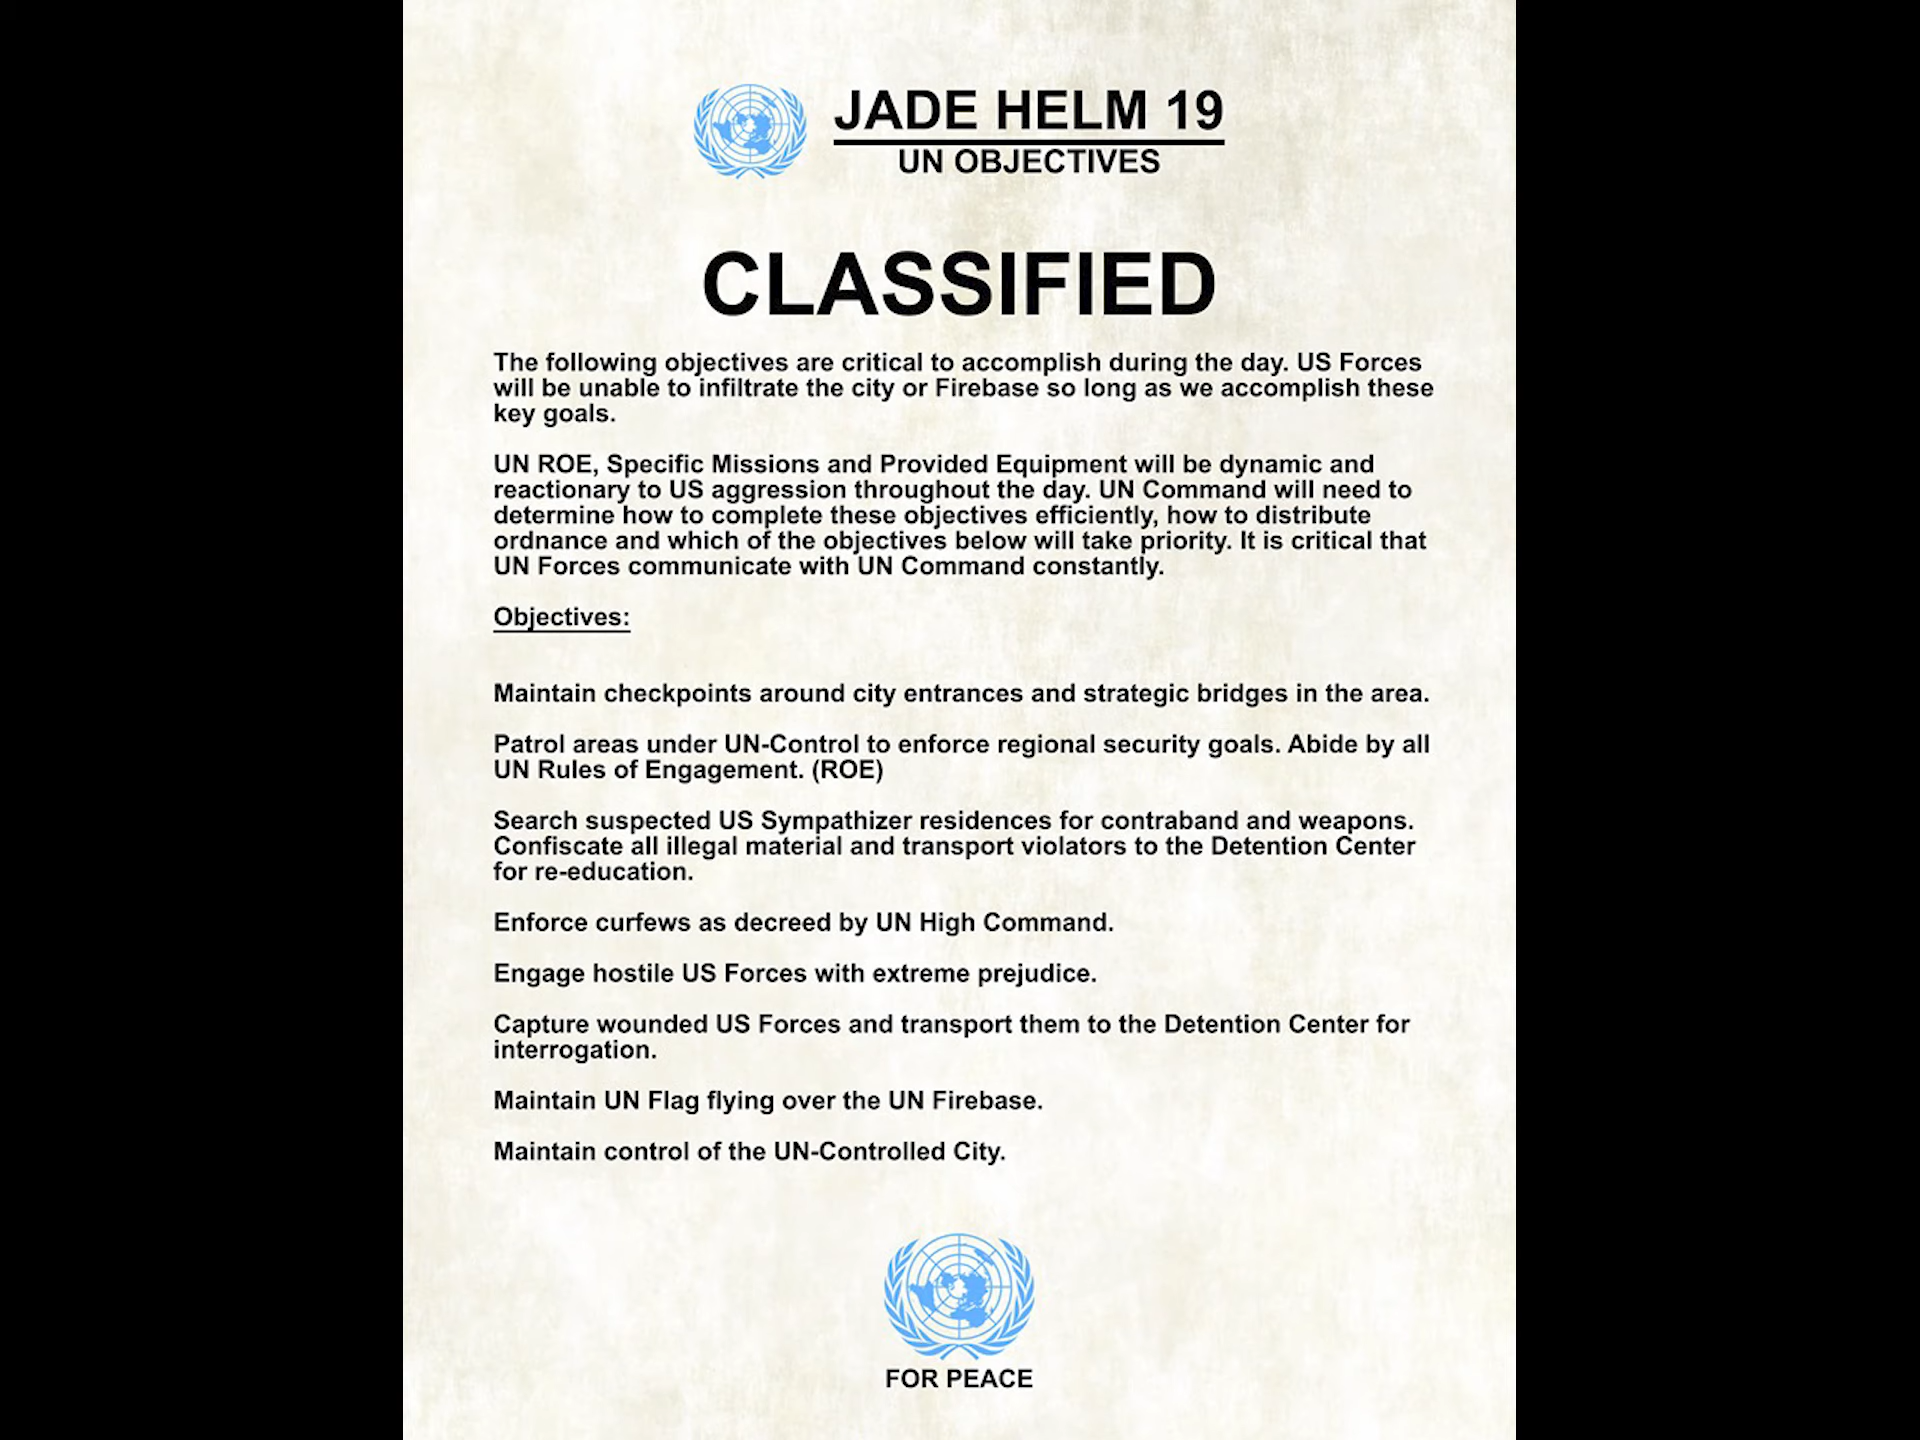 JADE HELM 19
UN OBJECTIVES
CLASSIFIED
The following objectives are critical to accomplish during the day. US Forces
will be unable to infiltrate the city or Firebase so long as we accomplish these
key goals.
UN ROE, Specific Missions and Provided Equipment will be dynamic and
reactionary to US aggression throughout the day. UN Command will need to
determine how to complete these objectives efficiently, how to distribute
ordnance and which of the objectives below will take priority. It is critical that
UN Forces communicate with UN Command constantly.
Objectives:
Maintain checkpoints around city entrances and strategic bridges in the area.
Patrol areas under UN-Control to enforce regional security goals. Abide by all
UN Rules of Engagement. (ROE)
Search suspected US Sympathizer residences for contraband and weapons.
Confiscate all illegal material and transport violators to the Detention Center
for re-education.
Enforce curfews as decreed by UN High Command.
Engage hostile US Forces with extreme prejudice.
Capture wounded US Forces and transport them to the Detention Center for
interrogation.
Maintain UN Flag flying over the UN Firebase.
Maintain control of the UN-Controlled City.
FOR PEACE